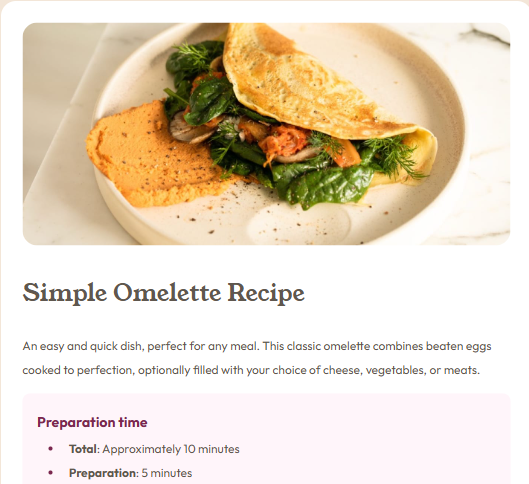 Simple Omelette Recipe
An easy and quick dish, perfect for any meal. This classic omelette combines beaten eggs
cooked to perfection, optionally filled with your choice of cheese, vegetables, or meats.
Preparation time
• Total: Approximately 10 minutes
• Preparation: 5 minutes